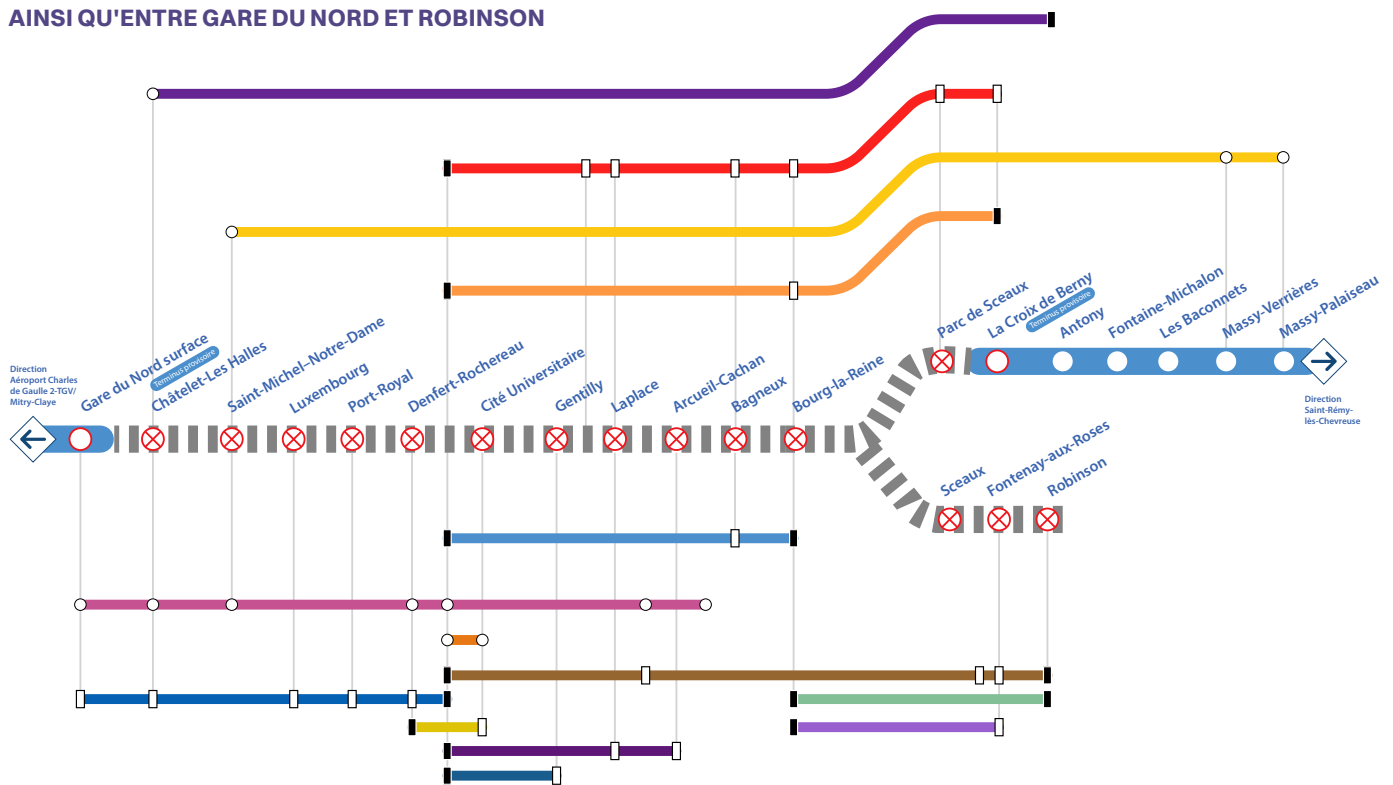 AINSI QU'ENTRE GARE DU NORD ET ROBINSON
Direction
Aéroport Charles
de Gaulle 2-TGV/
Mitry-Claye
Gare du Nord surface
Terminus provisoire
Châtelet-Les Halles
Saint-Michel-Notre-Dame
Luxembourg
Port-Royal
Denfert-Rochereau
Cité Universitaire
Gentilly
Laplace
Arcueil-Cachan
Bagneux
Bourg-la-Reine
Parc de Sceaux
La Croix de Berny
Terminus provisoire
Antony
Fontaine-Michalon
Les Baconnets
Massy-Verrières
Massy-Palaiseau
Direction
Saint-Rémy-
lès-Chevreuse
Sceaux
Fontenay-aux-Roses
Robinson